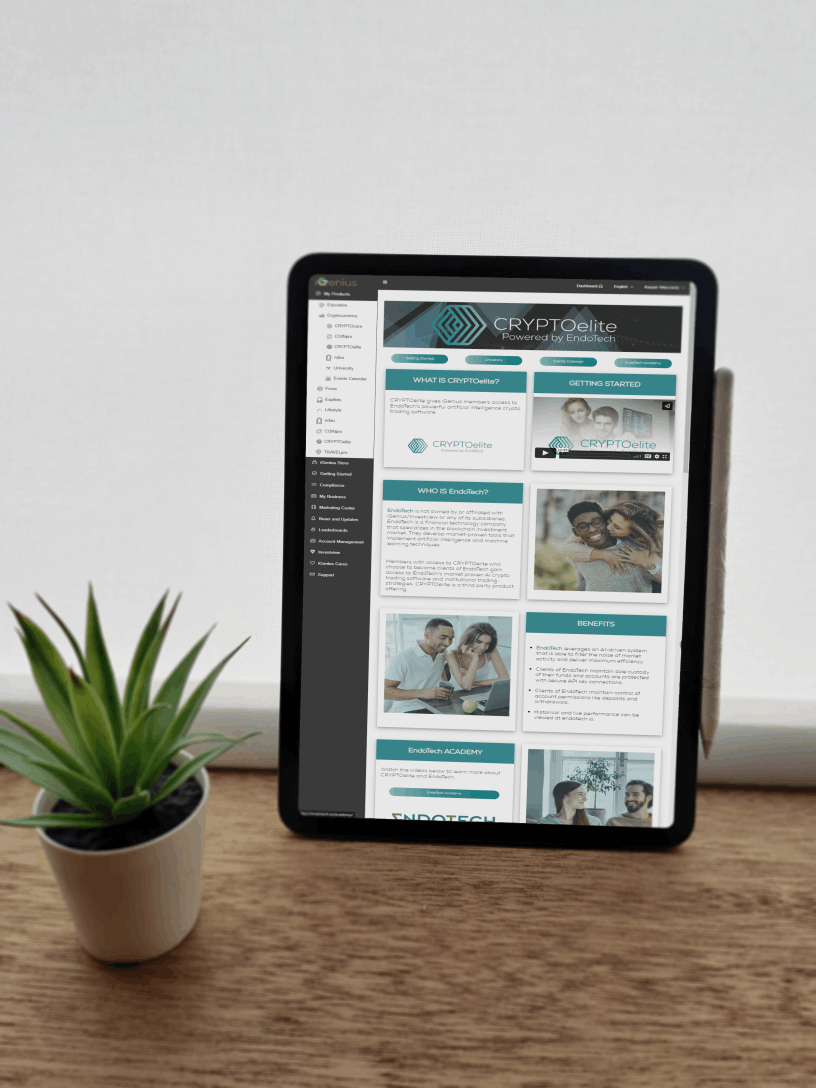 iGenius
Dashboard
English
My Products
Education
Cryptocurrency
CRYPTOcore
COINpro
CRYPTOelite
ndau
University
Events Calendar
Forex
Equities
Lifestyle
ndau
COINpro
CRYPTOelite
TRAVELpro
iGenius Store
Getting Started
Compliance
My Business
Marketing Center
News and Updates
Leaderboards
Account Management
Investview
iGenius Cares
Support
CRYPTOelite
Powered by EndoTech
Getting Started
Events Calendar
EndoTech Academy
WHAT IS CRYPTOelite?
CRYPTOelite gives iGenius members access to
EndoTech's powerful artificial intelligence crypto
trading software.
CRYPTOelite
Powered by EndoTech
GETTING STARTED
CRYPTOelite
WHO IS EndoTech?
EndoTech is not owned by or affiliated with
iGenius/Investview or any of its subsidiaries.
EndoTech is a financial technology company
that specializes in the blockchain investment
market. They develop market-proven tools that
implement artificial intelligence and machine
learning techniques.
Members with access to CRYPTOelite who
choose to become clients of EndoTech gain
access to EndoTech's market proven AI crypto
trading software and institutional trading
strategies. CRYPTOelite is a third party product
offering.
BENEFITS
• EndoTech leverages an AI-driven system
that is able to filter the noise of market
activity and deliver maximum efficiency.
• Clients of EndoTech maintain sole custody
of their funds and accounts are protected
with secure API key connections.
• Clients of EndoTech maintain control of
account permissions like deposits and
withdrawals.
• Historical and live performance can be
viewed at endotech.io.
EndoTech ACADEMY
Watch the videos below to learn more about
CRYPTOelite and EndoTech.
EndoTech Academy
ENDOTECH